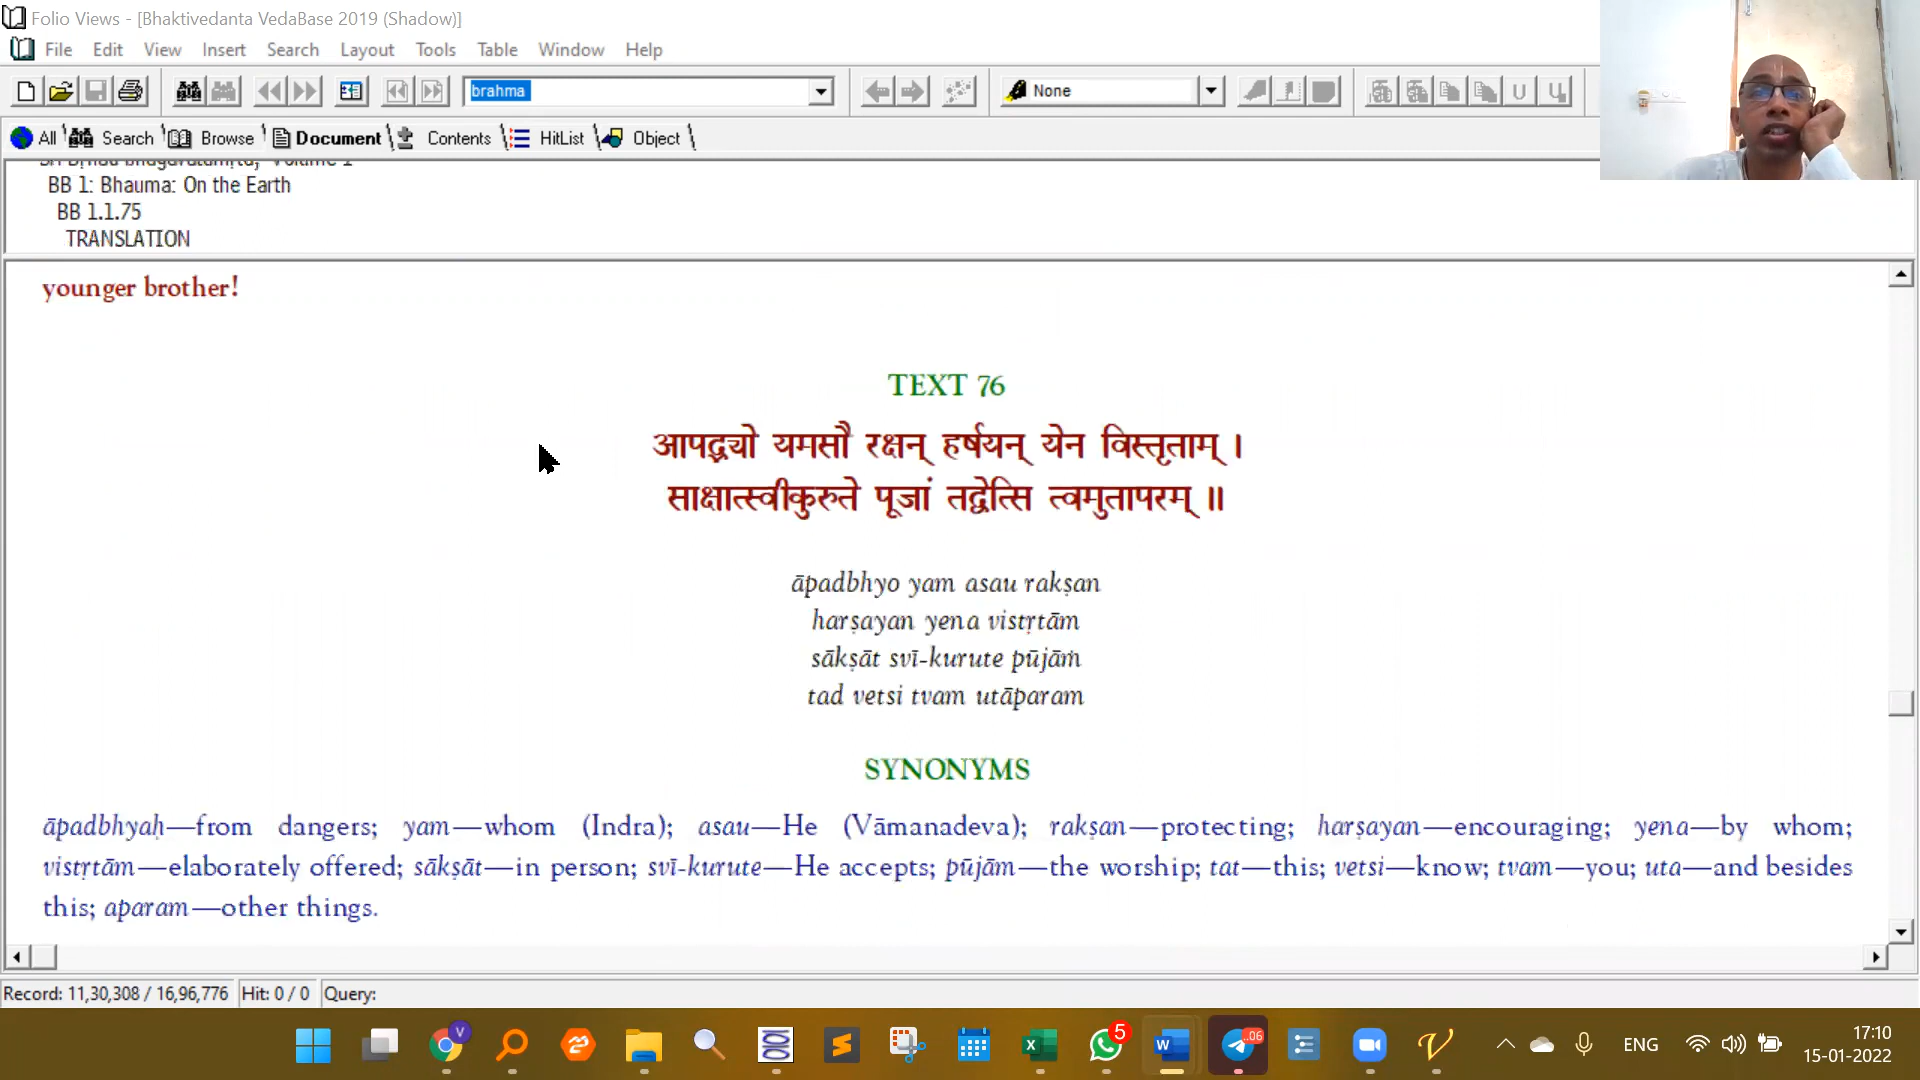 Folio Views - [Bhaktivedanta VedaBase 2019 (Shadow)]
File Edit View Insert Search Layout Tools Table Window Help
brahma
None
All Search Browse Document Contents HitList Object
BB 1: Bhauma: On the Earth
BB 1.1.75
TRANSLATION
younger brother!
TEXT 76
आपद्भ्यो यमसौ रक्षन् हर्षयन् येन विस्तृताम् ।
साक्षात्स्वीकुरुते पूजां तद्वेत्सि त्वमुतापरम् ॥
āpadbhyo yam asau rakṣan
harṣayan yena vistṛtām
sākṣāt svī-kurute pūjāṁ
tad vetsi tvam utāparam
SYNONYMS
āpadbhyaḥ—from dangers; yam—whom (Indra); asau—He (Vāmanadeva); rakṣan—protecting; harṣayan—encouraging; yena—by whom;
vistṛtām—elaborately offered; sākṣāt—in person; svī-kurute—He accepts; pūjām—the worship; tat—this; vetsi—know; tvam—you; uta—and besides
this; aparam—other things.
Record: 11,30,308 / 16,96,776 Hit: 0 / 0 Query:
V
5
.06
ENG
17:10
15-01-2022